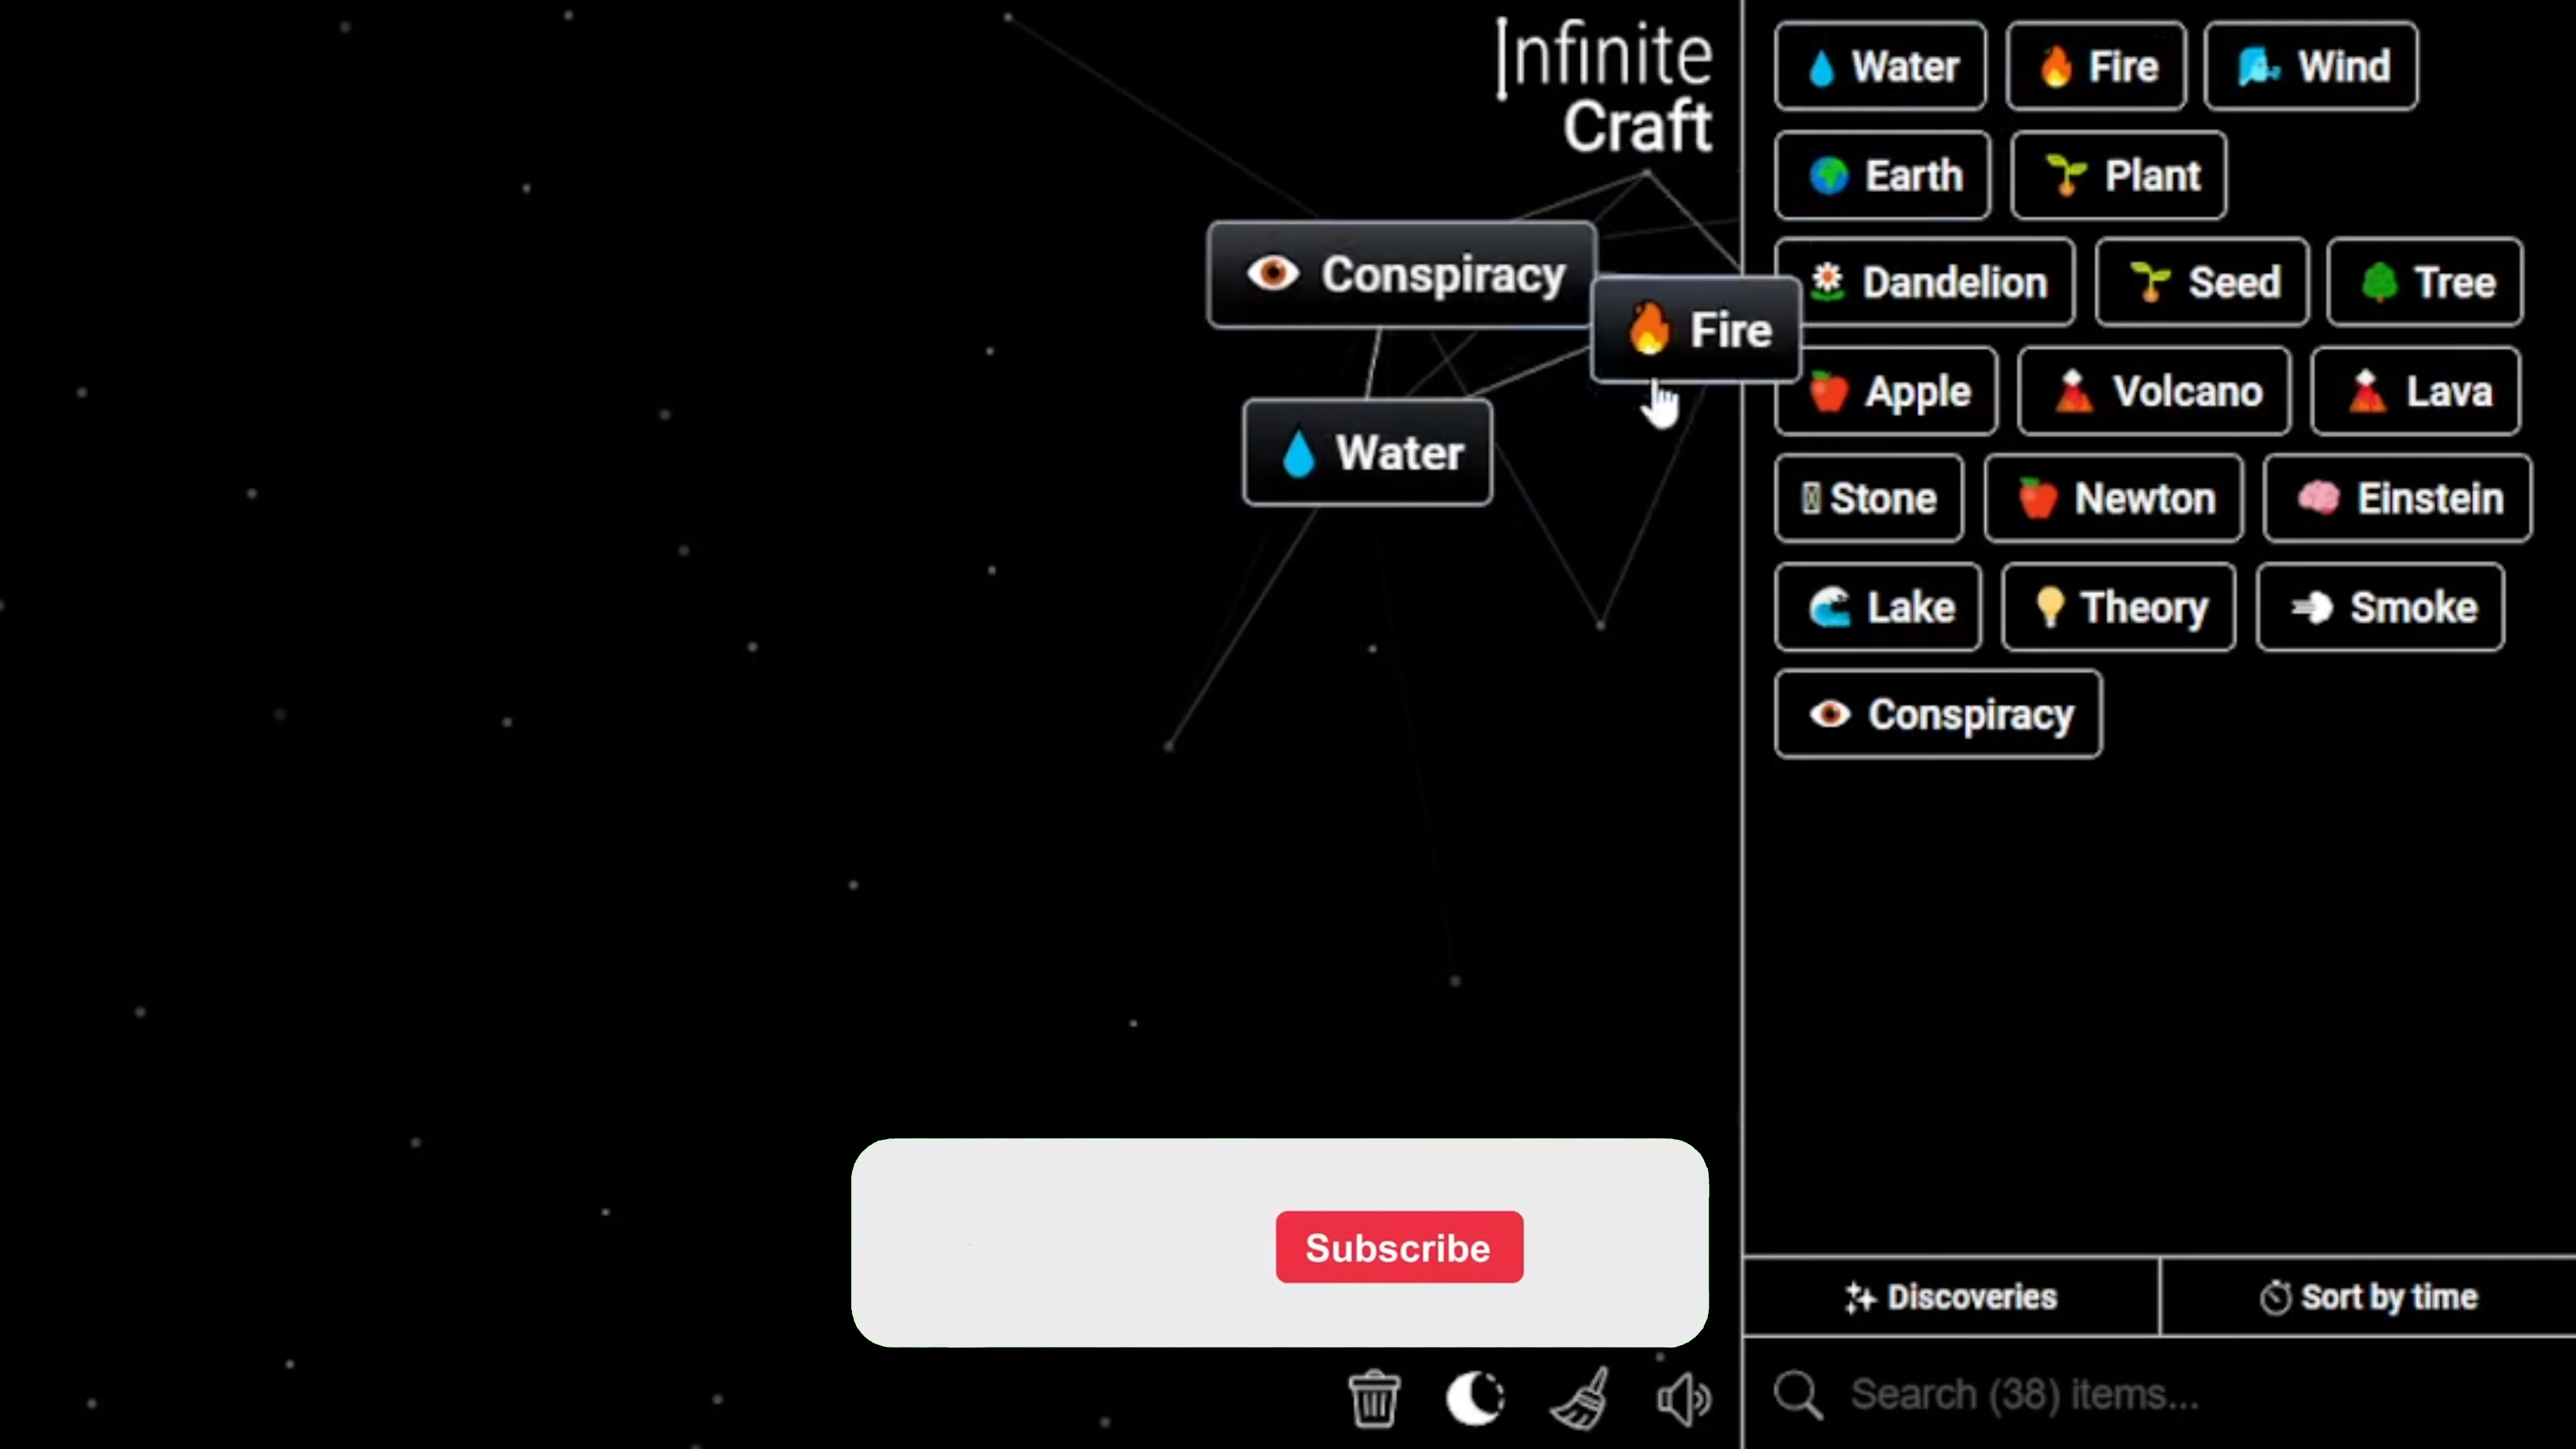 Infinite
Craft
Conspiracy
Fire
Water
Water Fire Wind
Earth Plant
Dandelion Seed Tree
Apple Volcano Lava
Stone Newton Einstein
Lake Theory Smoke
Conspiracy
Subscribe
Discoveries Sort by time
Search (38) items...